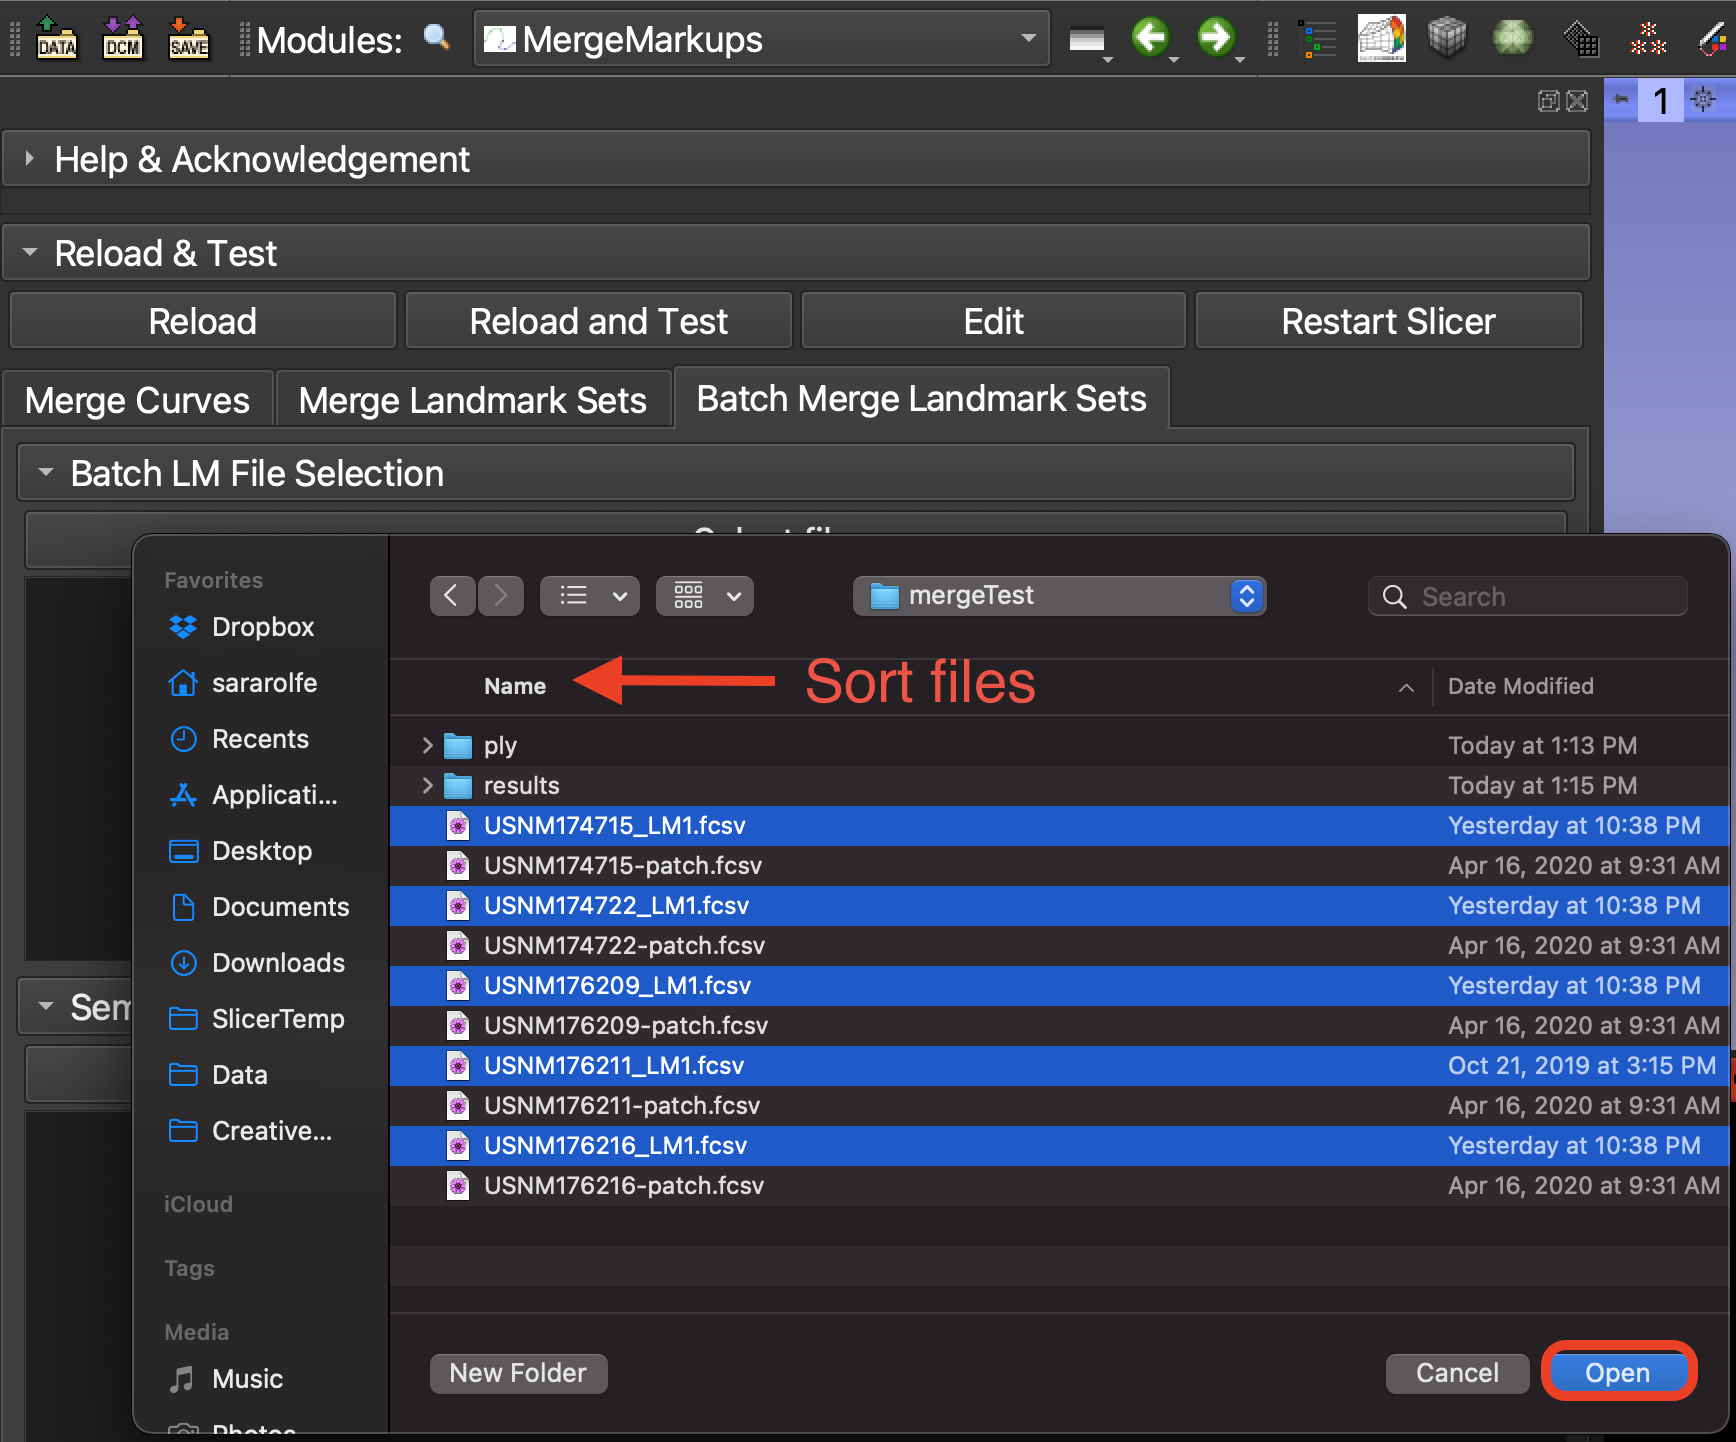 DATA DCM SAVE Modules: MergeMarkups
1
Help & Acknowledgement
Reload & Test
Reload Reload and Test Edit Restart Slicer
Merge Curves Merge Landmark Sets Batch Merge Landmark Sets
Batch LM File Selection
Favorites
Dropbox
sararolfe
Recents
Applicati...
Desktop
Documents
Downloads
SlicerTemp
Data
Creative...
iCloud
Tags
Media
Music
Photos
Sem
mergeTest Search
Name Sort files Date Modified
ply Today at 1:13 PM
results Today at 1:15 PM
USNM174715_LM1.fcsv Yesterday at 10:38 PM
USNM174715-patch.fcsv Apr 16, 2020 at 9:31 AM
USNM174722_LM1.fcsv Yesterday at 10:38 PM
USNM174722-patch.fcsv Apr 16, 2020 at 9:31 AM
USNM176209_LM1.fcsv Yesterday at 10:38 PM
USNM176209-patch.fcsv Apr 16, 2020 at 9:31 AM
USNM176211_LM1.fcsv Oct 21, 2019 at 3:15 PM
USNM176211-patch.fcsv Apr 16, 2020 at 9:31 AM
USNM176216_LM1.fcsv Yesterday at 10:38 PM
USNM176216-patch.fcsv Apr 16, 2020 at 9:31 AM
New Folder Cancel Open